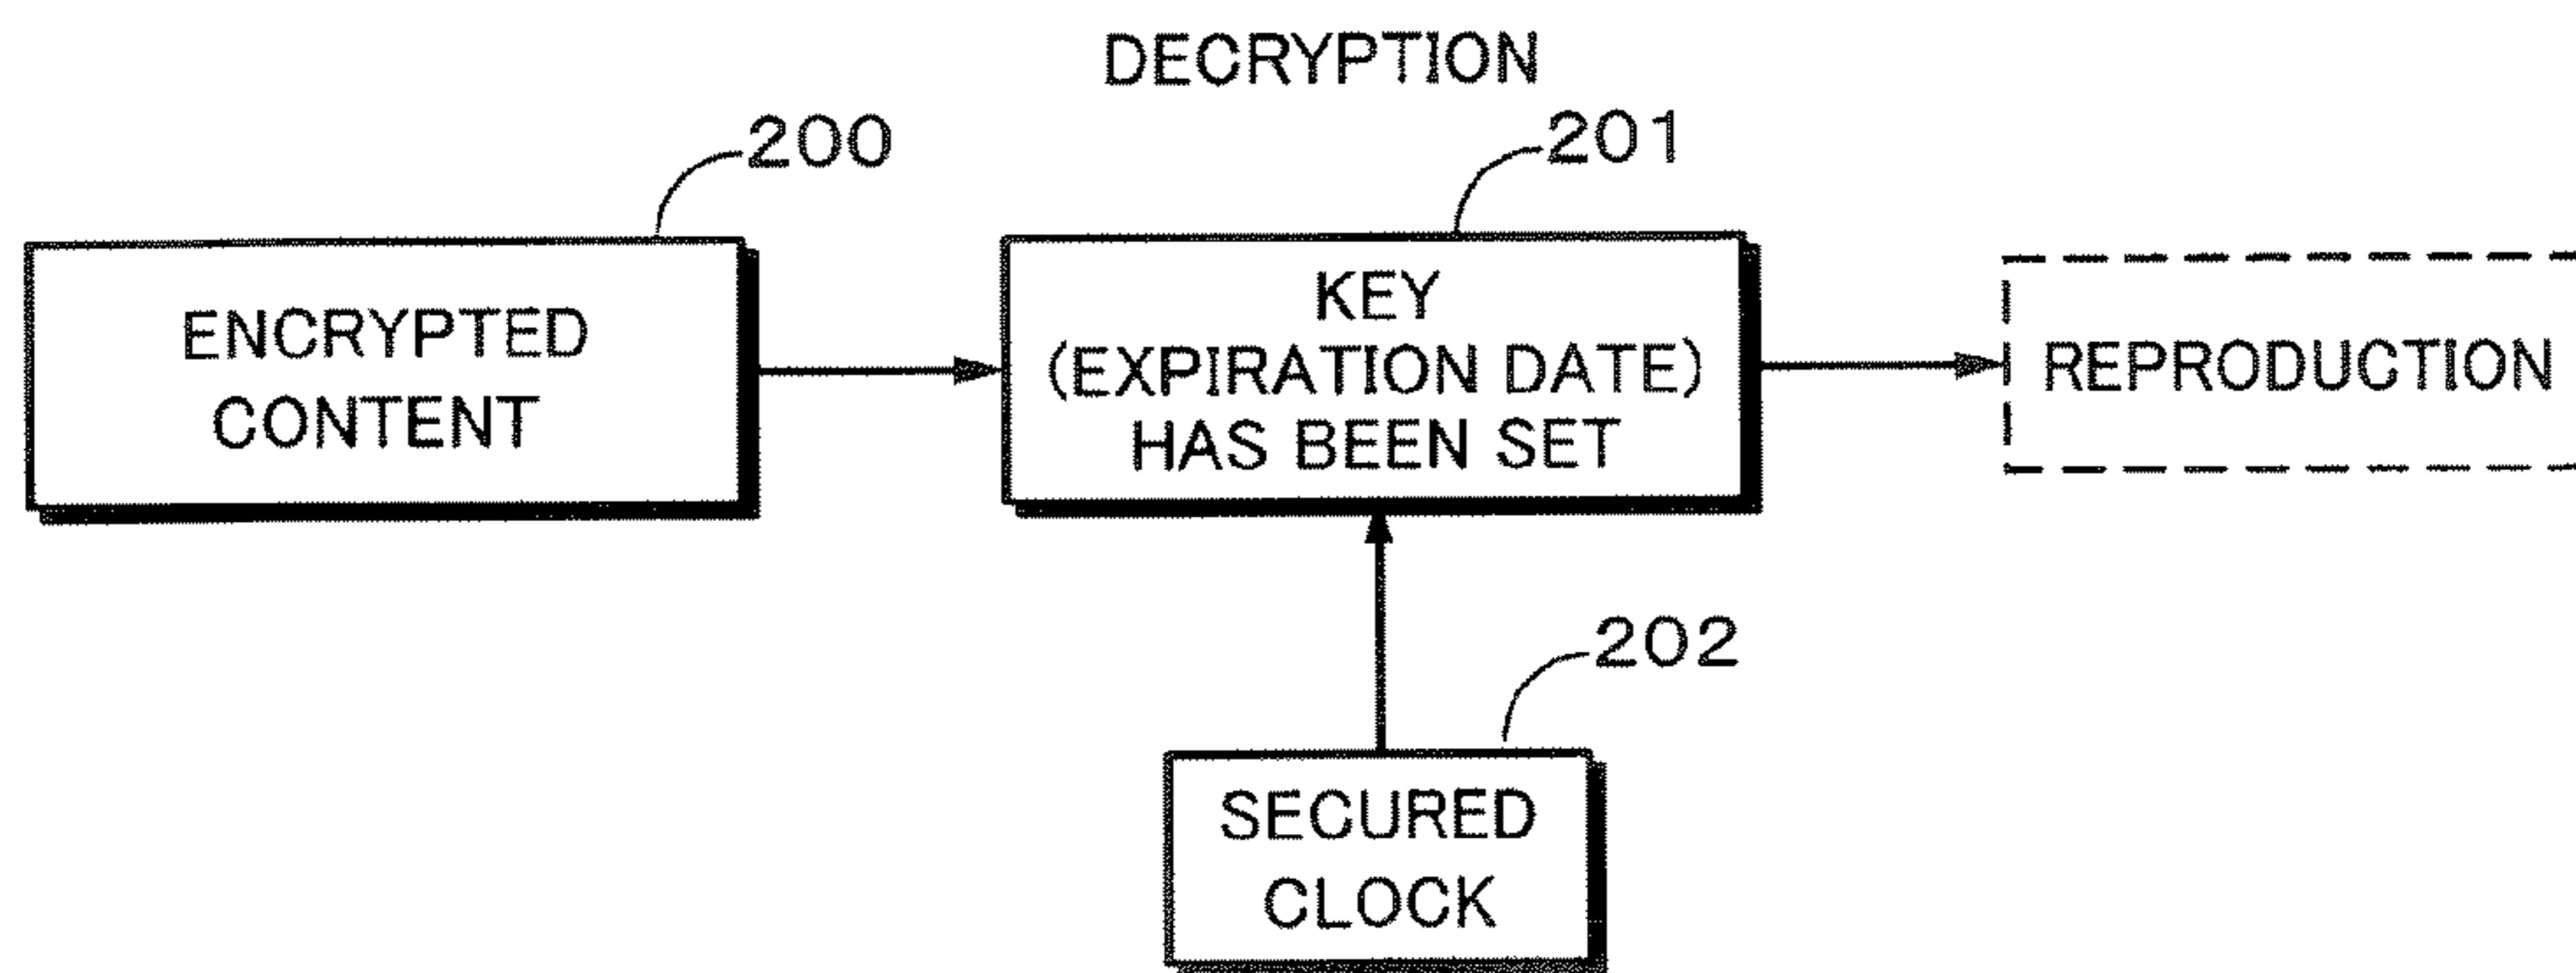 DECRYPTION
200
201
ENCRYPTED
CONTENT
KEY
(EXPIRATION DATE)
HAS BEEN SET
REPRODUCTION
202
SECURED
CLOCK